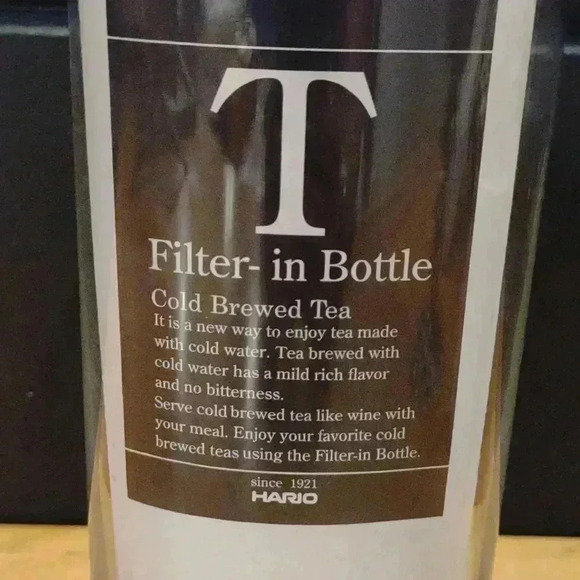 T
Filter- in Bottle
Cold Brewed Tea
It is a new way to enjoy tea made
with cold water. Tea brewed with
cold water has a mild rich flavor
and no bitterness.
Serve cold brewed tea like wine with
your meal. Enjoy your favorite cold
brewed teas using the Filter-in Bottle.
since 1921
HARIO